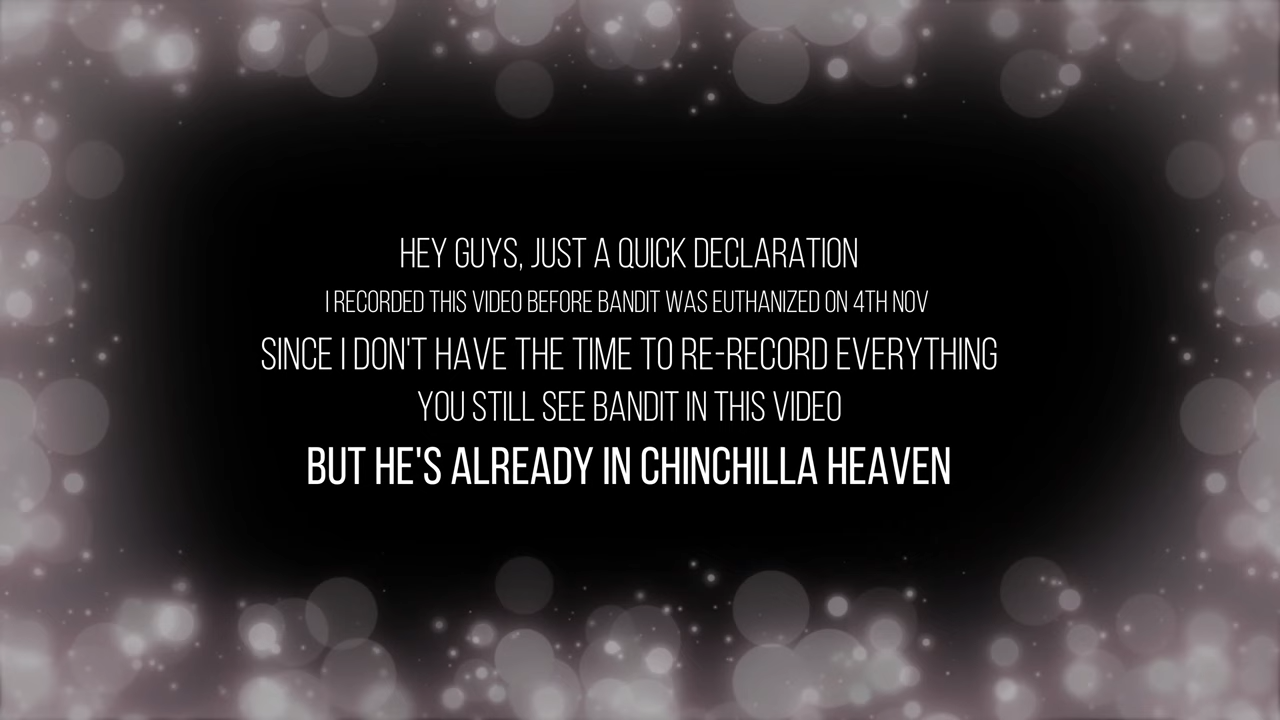 HEY GUYS, JUST A QUICK DECLARATION
I RECORDED THIS VIDEO BEFORE BANDIT WAS EUTHANIZED ON 4TH NOV
SINCE I DON'T HAVE THE TIME TO RE-RECORD EVERYTHING
YOU STILL SEE BANDIT IN THIS VIDEO
BUT HE'S ALREADY IN CHINCHILLA HEAVEN